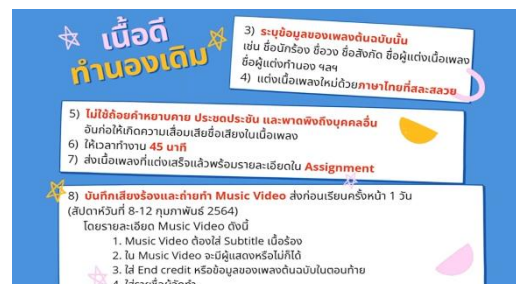 เนื้อดี
ทำนองเดิม
3) ระบุข้อมูลของเพลงต้นฉบับนั้น
เช่น ชื่อนักร้อง ชื่อวง ชื่อสังกัด ชื่อผู้แต่งเนื้อเพลง
ชื่อผู้แต่งทำนอง ฯลฯ
4) แต่งเนื้อเพลงใหม่ด้วยภาษาไทยที่สละสลวย
5) ไม่ใช้ถ้อยคำหยาบคาย ประชดประชัน และพาดพิงถึงบุคคลอื่น
อันก่อให้เกิดความเสื่อมเสียชื่อเสียงในเนื้อเพลง
6) ให้เวลาทำงาน 45 นาที
7) ส่งเนื้อเพลงที่แต่งเสร็จแล้วพร้อมรายละเอียดใน Assignment
8) บันทึกเสียงร้องและถ่ายทำ Music Video ส่งก่อนเรียนครั้งหน้า 1 วัน
(สัปดาห์วันที่ 8-12 กุมภาพันธ์ 2564)
โดยรายละเอียด Music Video ดังนี้
1. Music Video ต้องใส่ Subtitle เนื้อร้อง
2. ใน Music Video จะมีผู้แสดงหรือไม่ก็ได้
3. ใส่ End credit หรือข้อมูลของเพลงต้นฉบับในตอนท้าย
4. ใส่รายชื่อผู้จัดทำ